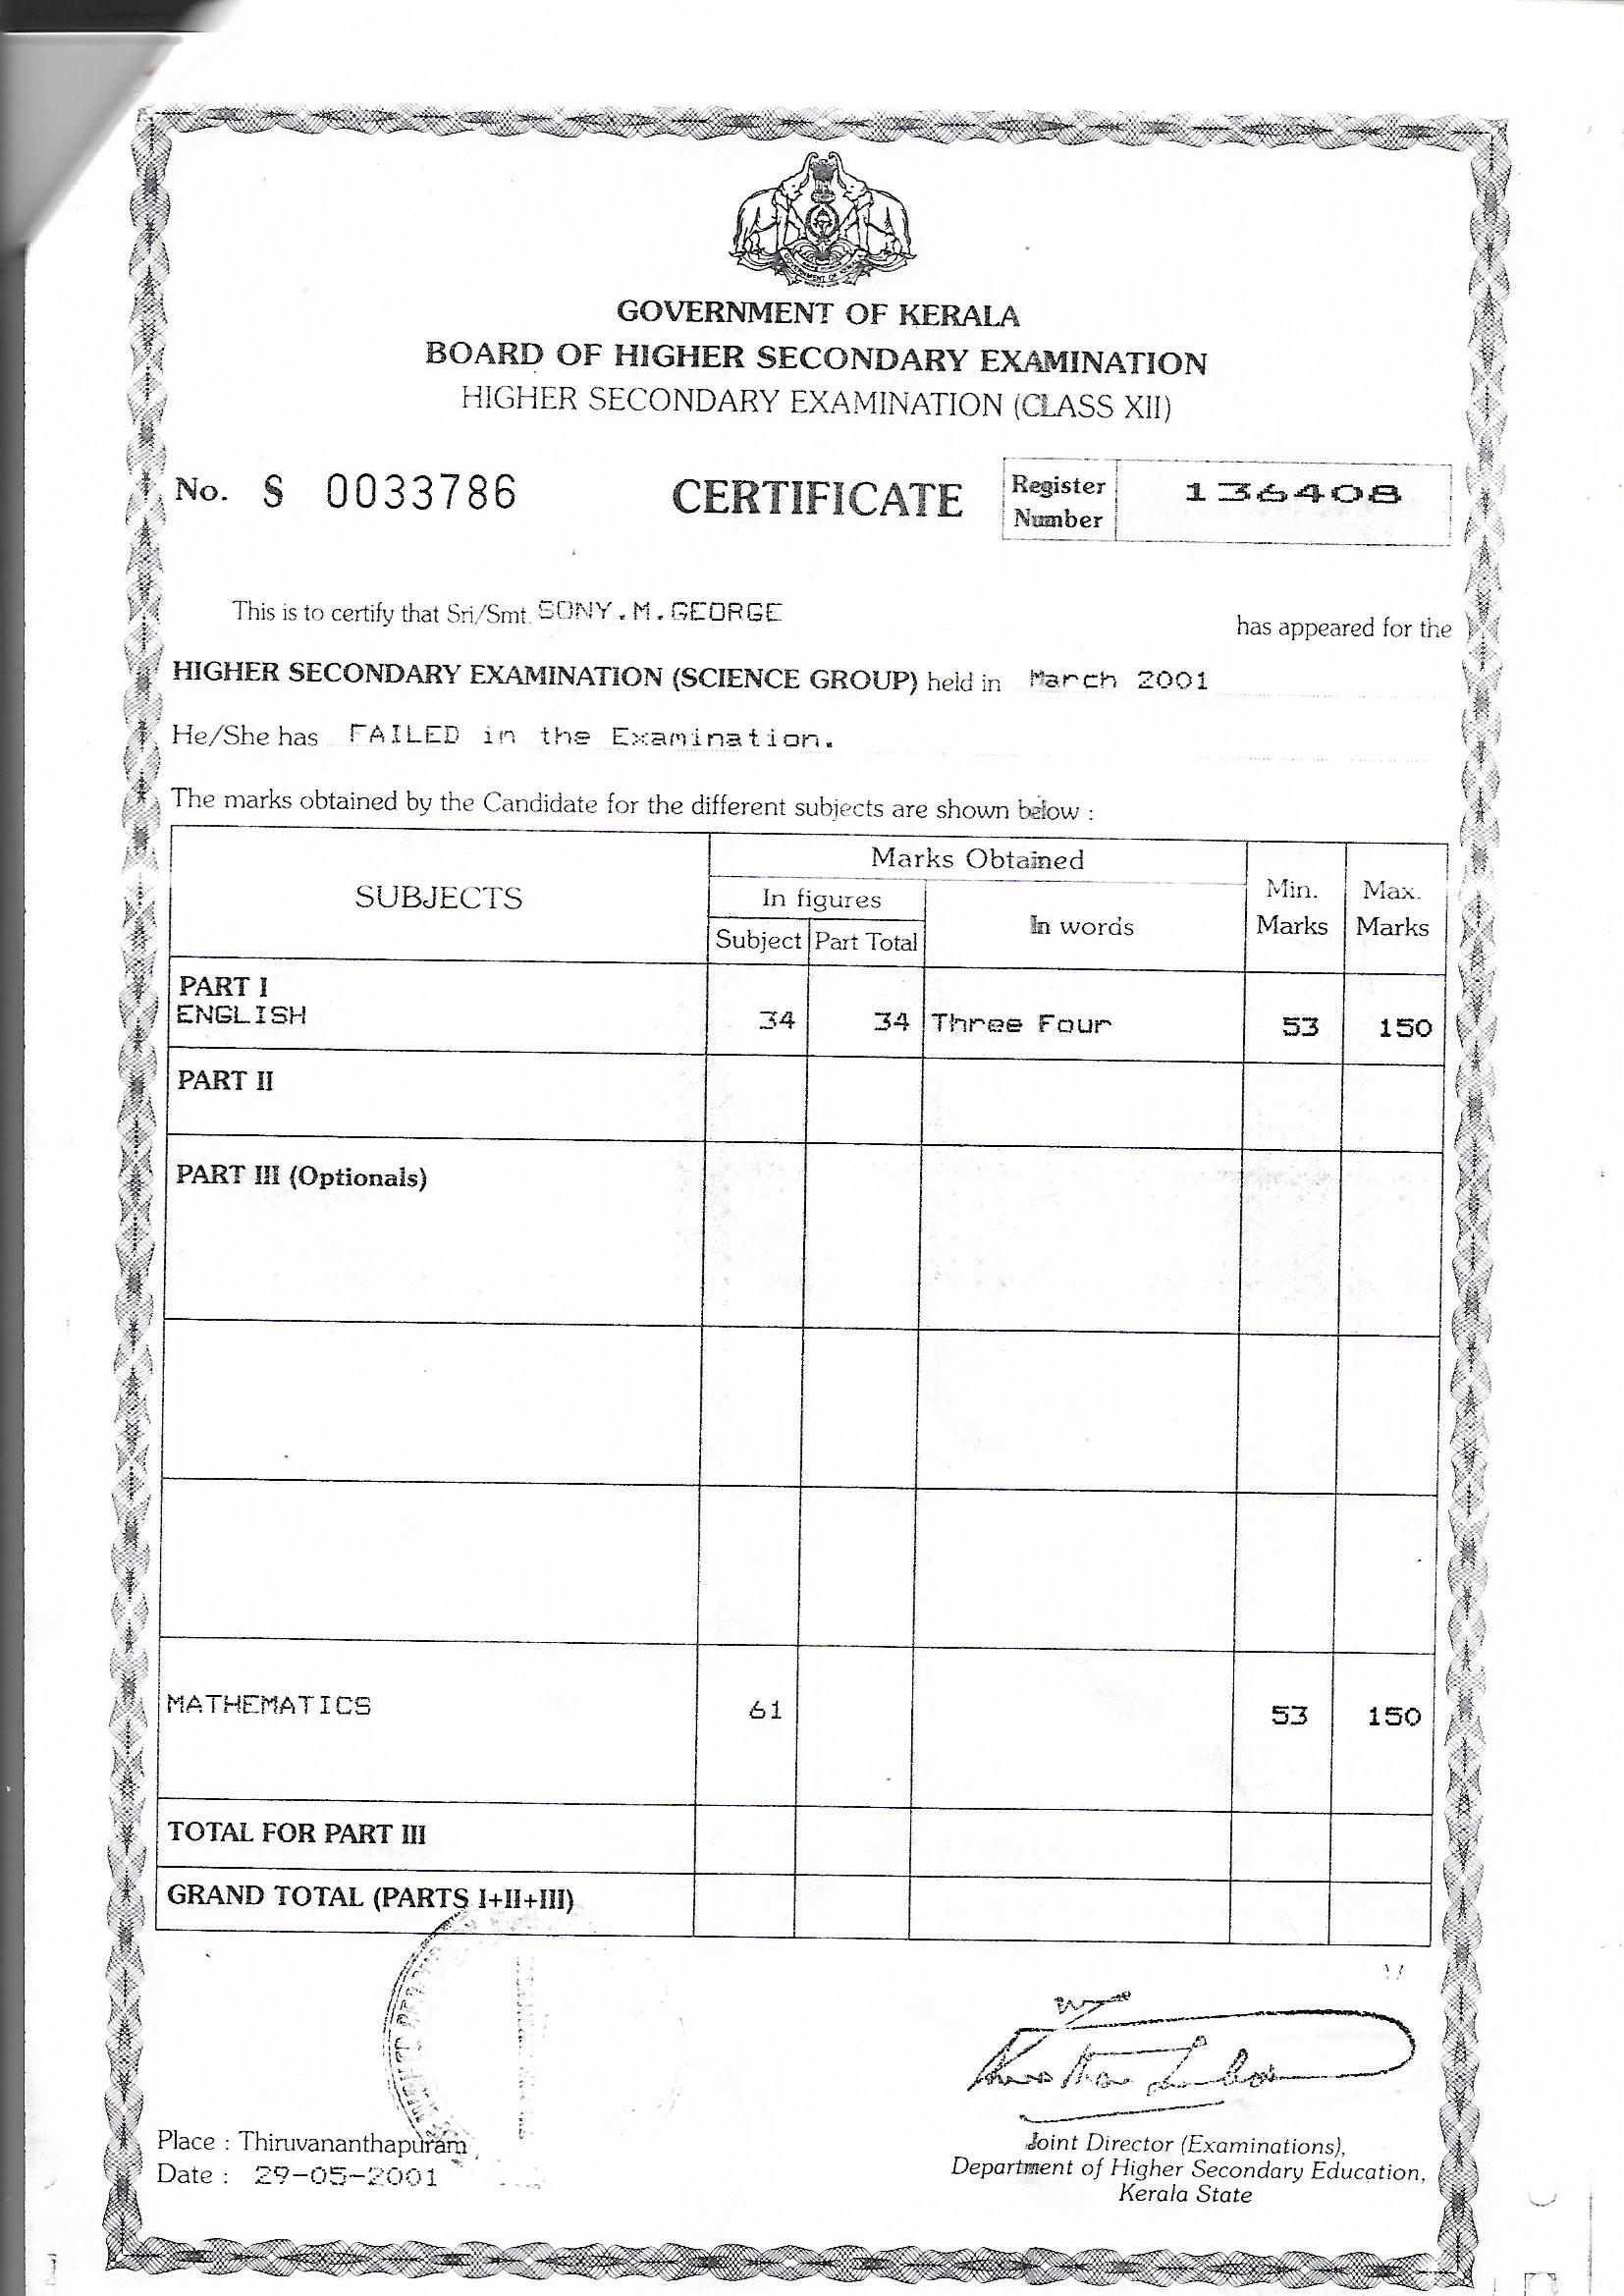 GOVERNMENT OF KERALA
BOARD OF HIGHER SECONDARY EXAMINATION
HIGHER SECONDARY EXAMINATION (CLASS XII)
No. S 0033786 CERTIFICATE Register Number 136408
This is to certify that Sri/Smt. SONY.M.GEORGE has appeared for the
HIGHER SECONDARY EXAMINATION (SCIENCE GROUP) held in March 2001
He/She has FAILED in the Examination.
The marks obtained by the Candidate for the different subjects are shown below :
SUBJECTS Marks Obtained Min. Marks Max. Marks
In figures In words
Subject Part Total
PART I
ENGLISH 34 34 Three Four 53 150
PART II
PART III (Optionals)
MATHEMATICS 61 53 150
TOTAL FOR PART III
GRAND TOTAL (PARTS I+II+III)
Place : Thiruvananthapuram
Date : 29-05-2001
Joint Director (Examinations),
Department of Higher Secondary Education,
Kerala State